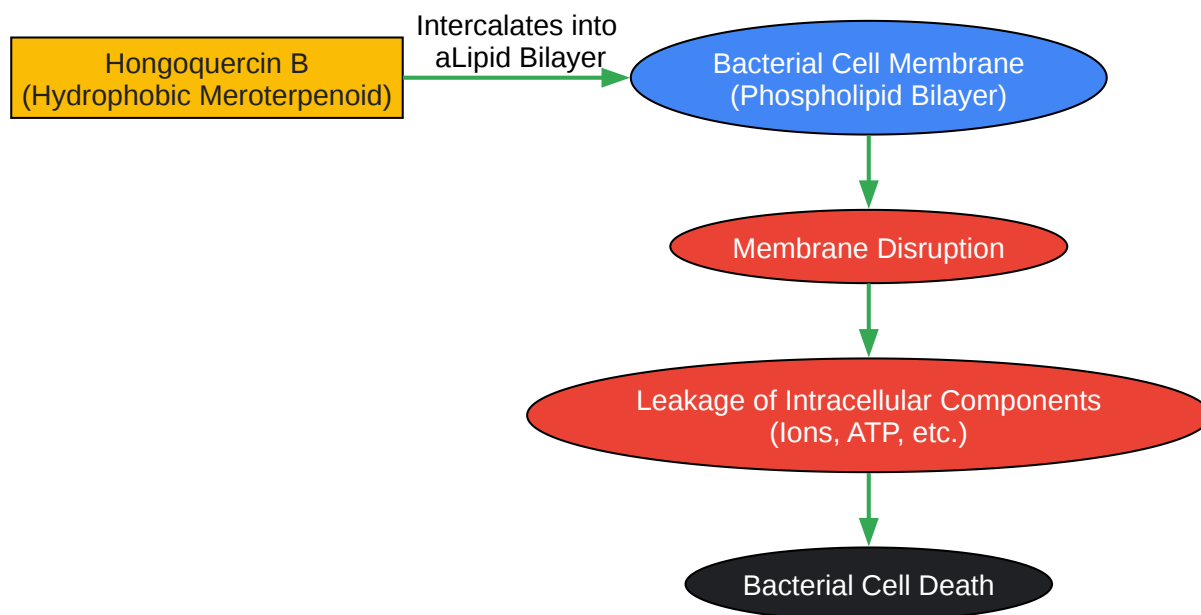 Hongoquercin B
(Hydrophobic Meroterpenoid)
Intercalates into
aLipid Bilayer
Bacterial Cell Membrane
(Phospholipid Bilayer)
Membrane Disruption
Leakage of Intracellular Components
(Ions, ATP, etc.)
Bacterial Cell Death